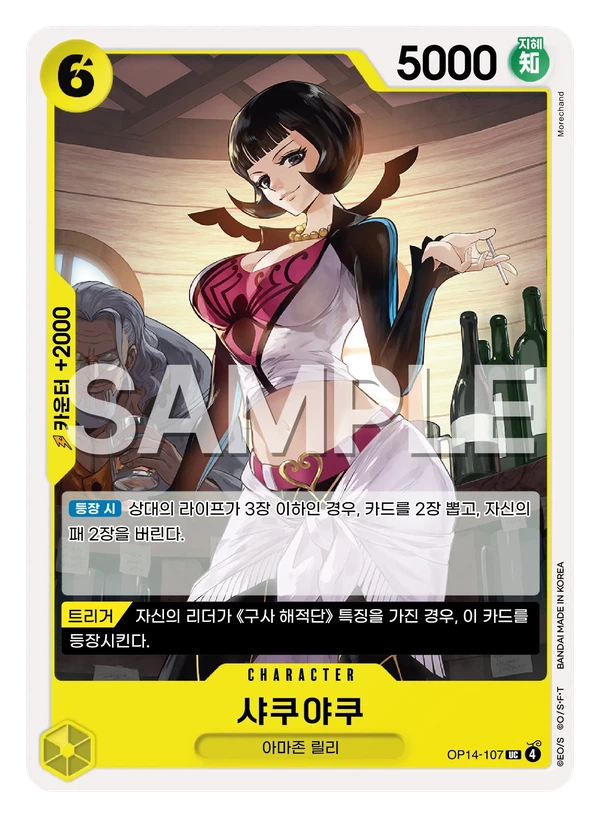 6
5000
지혜
知
Morechand
카운터 +2000
SAMPLE
등장 시 상대의 라이프가 3장 이하인 경우, 카드를 2장 뽑고, 자신의
패 2장을 버린다.
트리거 자신의 리더가 《구사 해적단》 특징을 가진 경우, 이 카드를
등장시킨다.
CHARACTER
샤쿠야쿠
아마존 릴리
OP14-107 UC 4
©EO/S ©O/S·F·T BANDAI MADE IN KOREA